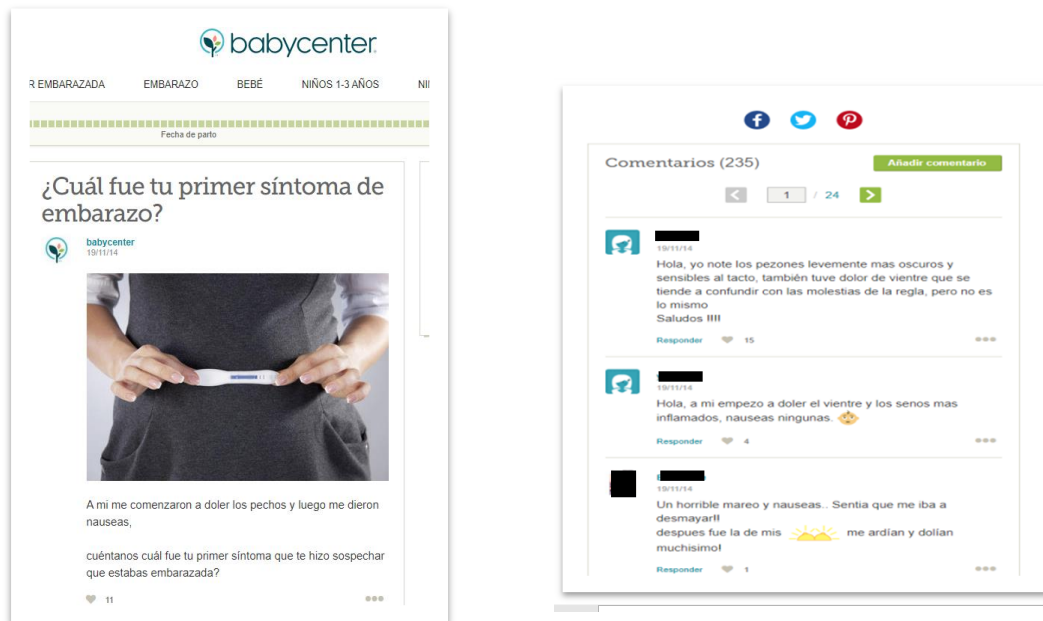 babycenter
R EMBARAZADA EMBARAZO BEBÉ NIÑOS 1-3 AÑOS NI
Fecha de parto
¿Cuál fue tu primer síntoma de
embarazo?
babycenter
19/11/14
A mi me comenzaron a doler los pechos y luego me dieron
nauseas,
cuéntanos cuál fue tu primer síntoma que te hizo sospechar
que estabas embarazada?
11
Comentarios (235) Añadir comentario
1 / 24
19/11/14
Hola, yo note los pezones levemente mas oscuros y
sensibles al tacto, también tuve dolor de vientre que se
tiende a confundir con las molestias de la regla, pero no es
lo mismo
Saludos !!!!
Responder 15
19/11/14
Hola, a mi empezo a doler el vientre y los senos mas
inflamados, nauseas ningunas.
Responder 4
19/11/14
Un horrible mareo y nauseas.. Sentia que me iba a
desmayar!!
despues fue la de mis me ardían y dolían
muchisimo!
Responder 1